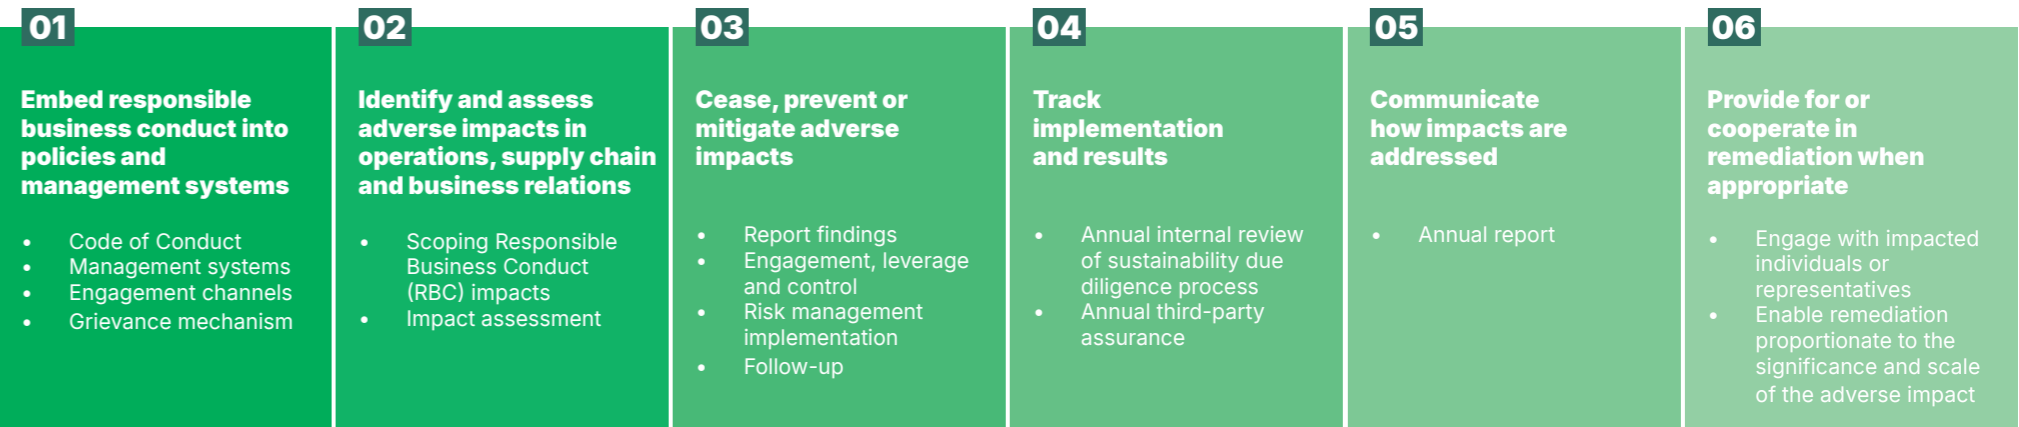 01
Embed responsible
business conduct into
policies and
management systems
• Code of Conduct
• Management systems
• Engagement channels
• Grievance mechanism
02
Identify and assess
adverse impacts in
operations, supply chain
and business relations
• Scoping Responsible
Business Conduct
(RBC) impacts
• Impact assessment
03
Cease, prevent or
mitigate adverse
impacts
• Report findings
• Engagement, leverage
and control
• Risk management
implementation
• Follow-up
04
Track
implementation
and results
• Annual internal review
of sustainability due
diligence process
• Annual third-party
assurance
05
Communicate
how impacts are
addressed
• Annual report
06
Provide for or
cooperate in
remediation when
appropriate
• Engage with impacted
individuals or
representatives
• Enable remediation
proportionate to the
significance and scale
of the adverse impact